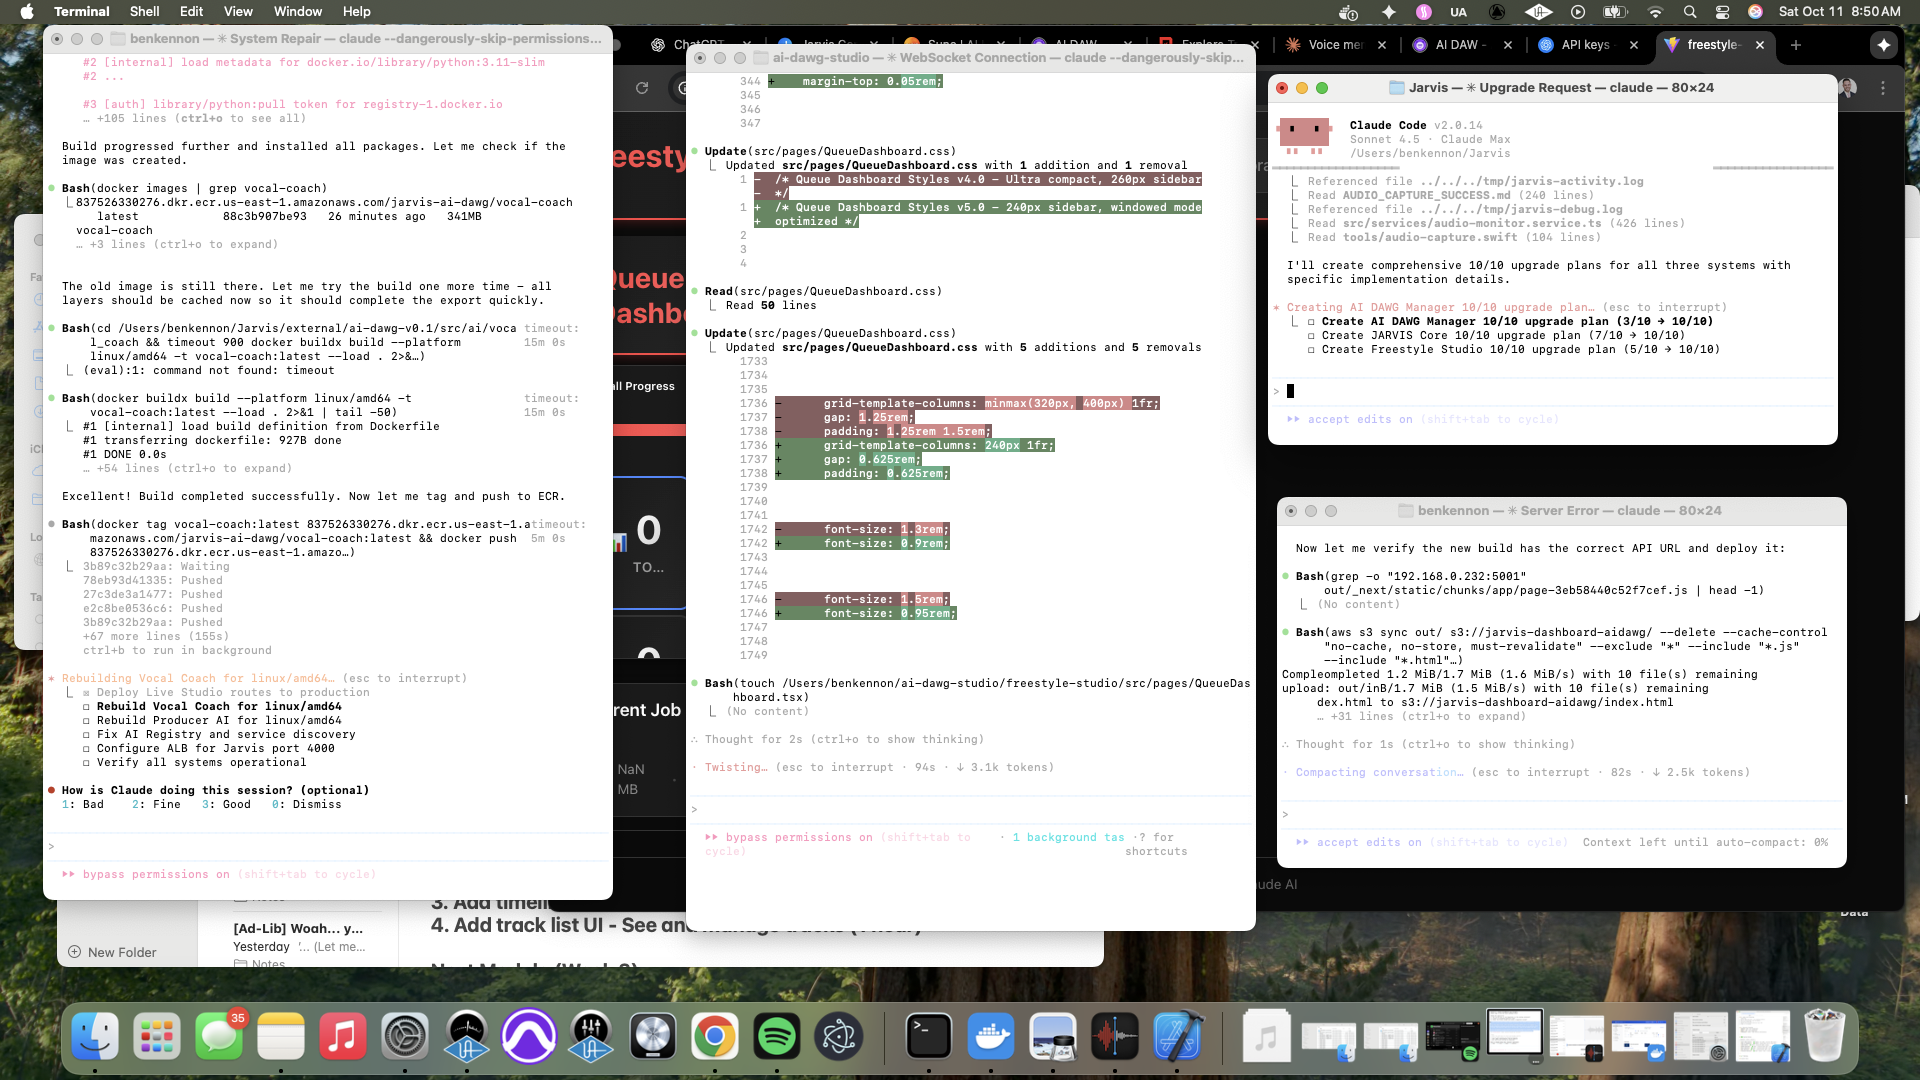 Terminal Shell Edit View Window Help
UA
Sat Oct 11 8:50 AM
benkennon — ✳ System Repair — claude --dangerously-skip-permissions...
#2 [internal] load metadata for docker.io/library/python:3.11-slim
#2 ...
#3 [auth] library/python:pull token for registry-1.docker.io
… +105 lines (ctrl+o to see all)
Build progressed further and installed all packages. Let me check if the
image was created.
Bash(docker images | grep vocal-coach)
837526330276.dkr.ecr.us-east-1.amazonaws.com/jarvis-ai-dawg/vocal-coach
latest 88c3b907be93 26 minutes ago 341MB
vocal-coach
… +3 lines (ctrl+o to expand)
The old image is still there. Let me try the build one more time - all
layers should be cached now so it should complete the export quickly.
Bash(cd /Users/benkennon/Jarvis/external/ai-dawg-v0.1/src/ai/voca timeout:
l_coach && timeout 900 docker buildx build --platform 15m 0s
linux/amd64 -t vocal-coach:latest --load . 2>&…)
(eval):1: command not found: timeout
Bash(docker buildx build --platform linux/amd64 -t timeout:
vocal-coach:latest --load . 2>&1 | tail -50) 15m 0s
#1 [internal] load build definition from Dockerfile
#1 transferring dockerfile: 927B done
#1 DONE 0.0s
… +54 lines (ctrl+o to expand)
Excellent! Build completed successfully. Now let me tag and push to ECR.
Bash(docker tag vocal-coach:latest 837526330276.dkr.ecr.us-east-1.a timeout:
mazonaws.com/jarvis-ai-dawg/vocal-coach:latest && docker push 5m 0s
837526330276.dkr.ecr.us-east-1.amazo…)
3b89c32b29aa: Waiting
78eb93d41335: Pushed
27c3de3a1477: Pushed
e2c8be0536c6: Pushed
3b89c32b29aa: Pushed
+67 more lines (155s)
ctrl+b to run in background
Rebuilding Vocal Coach for linux/amd64… (esc to interrupt)
☒ Deploy Live Studio routes to production
☐ Rebuild Vocal Coach for linux/amd64
☐ Rebuild Producer AI for linux/amd64
☐ Fix AI Registry and service discovery
☐ Configure ALB for Jarvis port 4000
☐ Verify all systems operational
How is Claude doing this session? (optional)
1: Bad 2: Fine 3: Good 0: Dismiss
>
⏵⏵ bypass permissions on (shift+tab to cycle)
AI DAW
Voice me
AI DAW -
API keys
freestyle-
eesty
Queue
Dashb
ll Progress
0
TO...
rent Job
NaN
MB
ude AI
Data
ai-dawg-studio — ✳ WebSocket Connection — claude --dangerously-skip-...
344 + margin-top: 0.05rem;
345
346
347
Update(src/pages/QueueDashboard.css)
Updated src/pages/QueueDashboard.css with 1 addition and 1 removal
1 - /* Queue Dashboard Styles v4.0 - Ultra compact, 260px sidebar
- */
1 + /* Queue Dashboard Styles v5.0 - 240px sidebar, windowed mode
+ optimized */
2
3
4
Read(src/pages/QueueDashboard.css)
Read 50 lines
Update(src/pages/QueueDashboard.css)
Updated src/pages/QueueDashboard.css with 5 additions and 5 removals
1733
1734
1735
1736 - grid-template-columns: minmax(320px, 400px) 1fr;
1737 - gap: 1.25rem;
1738 - padding: 1.25rem 1.5rem;
1736 + grid-template-columns: 240px 1fr;
1737 + gap: 0.625rem;
1738 + padding: 0.625rem;
1739
1740
1741
1742 - font-size: 1.3rem;
1742 + font-size: 0.9rem;
1743
1744
1745
1746 - font-size: 1.5rem;
1746 + font-size: 0.95rem;
1747
1748
1749
Bash(touch /Users/benkennon/ai-dawg-studio/freestyle-studio/src/pages/QueueDas
hboard.tsx)
(No content)
∴ Thought for 2s (ctrl+o to show thinking)
· Twisting… (esc to interrupt · 94s · ↓ 3.1k tokens)
>
⏵⏵ bypass permissions on (shift+tab to · 1 background tas ·? for
cycle) shortcuts
Jarvis — ✳ Upgrade Request — claude — 80×24
Claude Code v2.0.14
Sonnet 4.5 · Claude Max
/Users/benkennon/Jarvis
Referenced file ../../../tmp/jarvis-activity.log
Read AUDIO_CAPTURE_SUCCESS.md (240 lines)
Referenced file ../../../tmp/jarvis-debug.log
Read src/services/audio-monitor.service.ts (426 lines)
Read tools/audio-capture.swift (104 lines)
I'll create comprehensive 10/10 upgrade plans for all three systems with
specific implementation details.
Creating AI DAWG Manager 10/10 upgrade plan… (esc to interrupt)
☐ Create AI DAWG Manager 10/10 upgrade plan (3/10 → 10/10)
☐ Create JARVIS Core 10/10 upgrade plan (7/10 → 10/10)
☐ Create Freestyle Studio 10/10 upgrade plan (5/10 → 10/10)
>
⏵⏵ accept edits on (shift+tab to cycle)
benkennon — ✳ Server Error — claude — 80×24
Now let me verify the new build has the correct API URL and deploy it:
Bash(grep -o "192.168.0.232:5001"
out/_next/static/chunks/app/page-3eb58440c52f7cef.js | head -1)
(No content)
Bash(aws s3 sync out/ s3://jarvis-dashboard-aidawg/ --delete --cache-control
"no-cache, no-store, must-revalidate" --exclude "*" --include "*.js"
--include "*.html"…)
Compleompleted 1.2 MiB/1.7 MiB (1.6 MiB/s) with 10 file(s) remaining
upload: out/inB/1.7 MiB (1.5 MiB/s) with 10 file(s) remaining
dex.html to s3://jarvis-dashboard-aidawg/index.html
… +31 lines (ctrl+o to expand)
∴ Thought for 1s (ctrl+o to show thinking)
· Compacting conversation… (esc to interrupt · 82s · ↓ 2.5k tokens)
>
⏵⏵ accept edits on (shift+tab to cycle) Context left until auto-compact: 0%
4. Add track list UI - See and
New Folder
[Ad-Lib] Woah... y...
Yesterday '... (Let me...
Notes
35